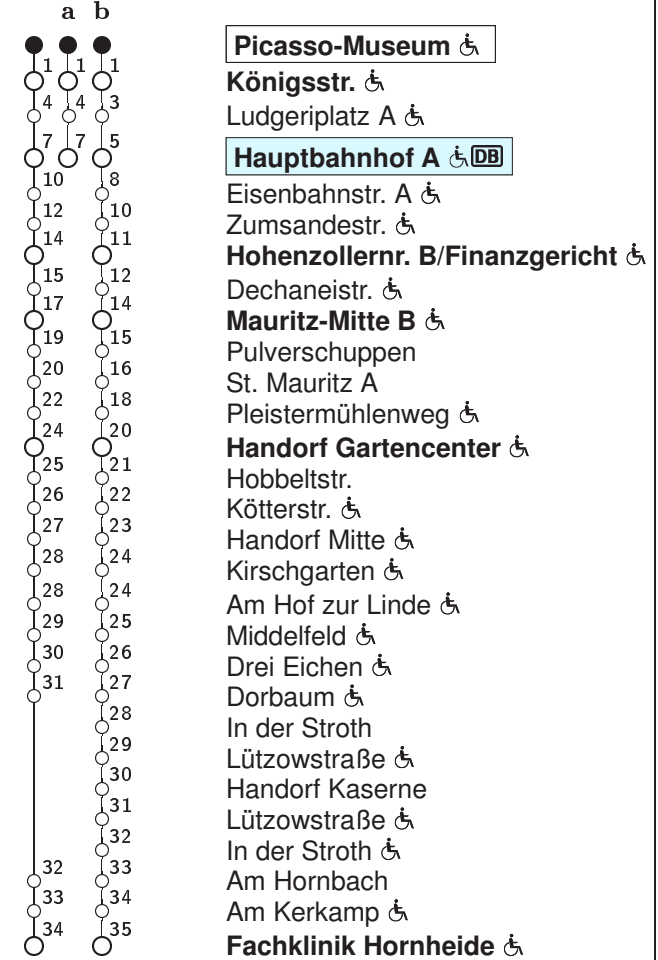 a b
Picasso-Museum
1 1 1 Königsstr.
4 4 3 Ludgeriplatz A
7 7 5 Hauptbahnhof A DB
10 8 Eisenbahnstr. A
12 10 Zumsandestr.
14 11 Hohenzollernr. B/Finanzgericht
15 12 Dechaneistr.
17 14 Mauritz-Mitte B
19 15 Pulverschuppen
20 16 St. Mauritz A
22 18 Pleistermühlenweg
24 20 Handorf Gartencenter
25 21 Hobbeltstr.
26 22 Kötterstr.
27 23 Handorf Mitte
28 24 Kirschgarten
28 24 Am Hof zur Linde
29 25 Middelfeld
30 26 Drei Eichen
31 27 Dorbaum
28 In der Stroth
29 Lützowstraße
30 Handorf Kaserne
31 Lützowstraße
32 In der Stroth
32 33 Am Hornbach
33 34 Am Kerkamp
34 35 Fachklinik Hornheide